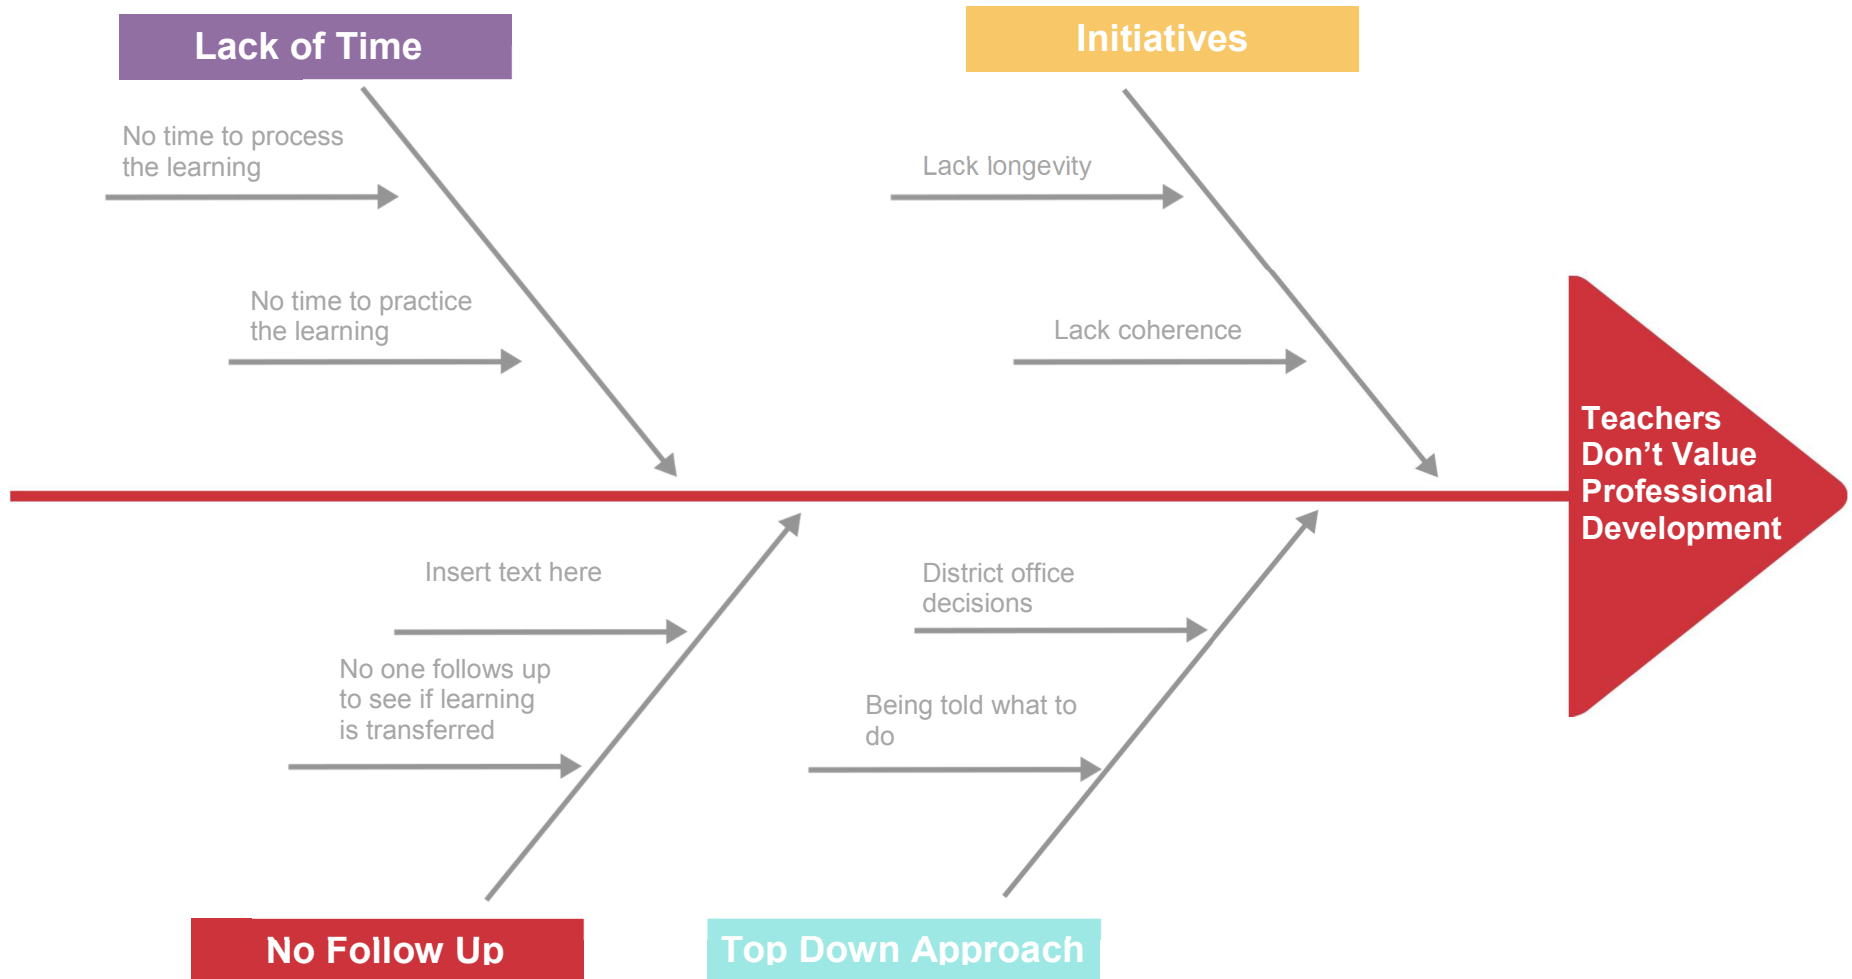 Lack of Time
Initiatives
No time to process
the learning
Lack longevity
No time to practice
the learning
Lack coherence
Teachers
Don’t Value
Professional
Development
Insert text here
District office
decisions
No one follows up
to see if learning
is transferred
Being told what to
do
No Follow Up
Top Down Approach